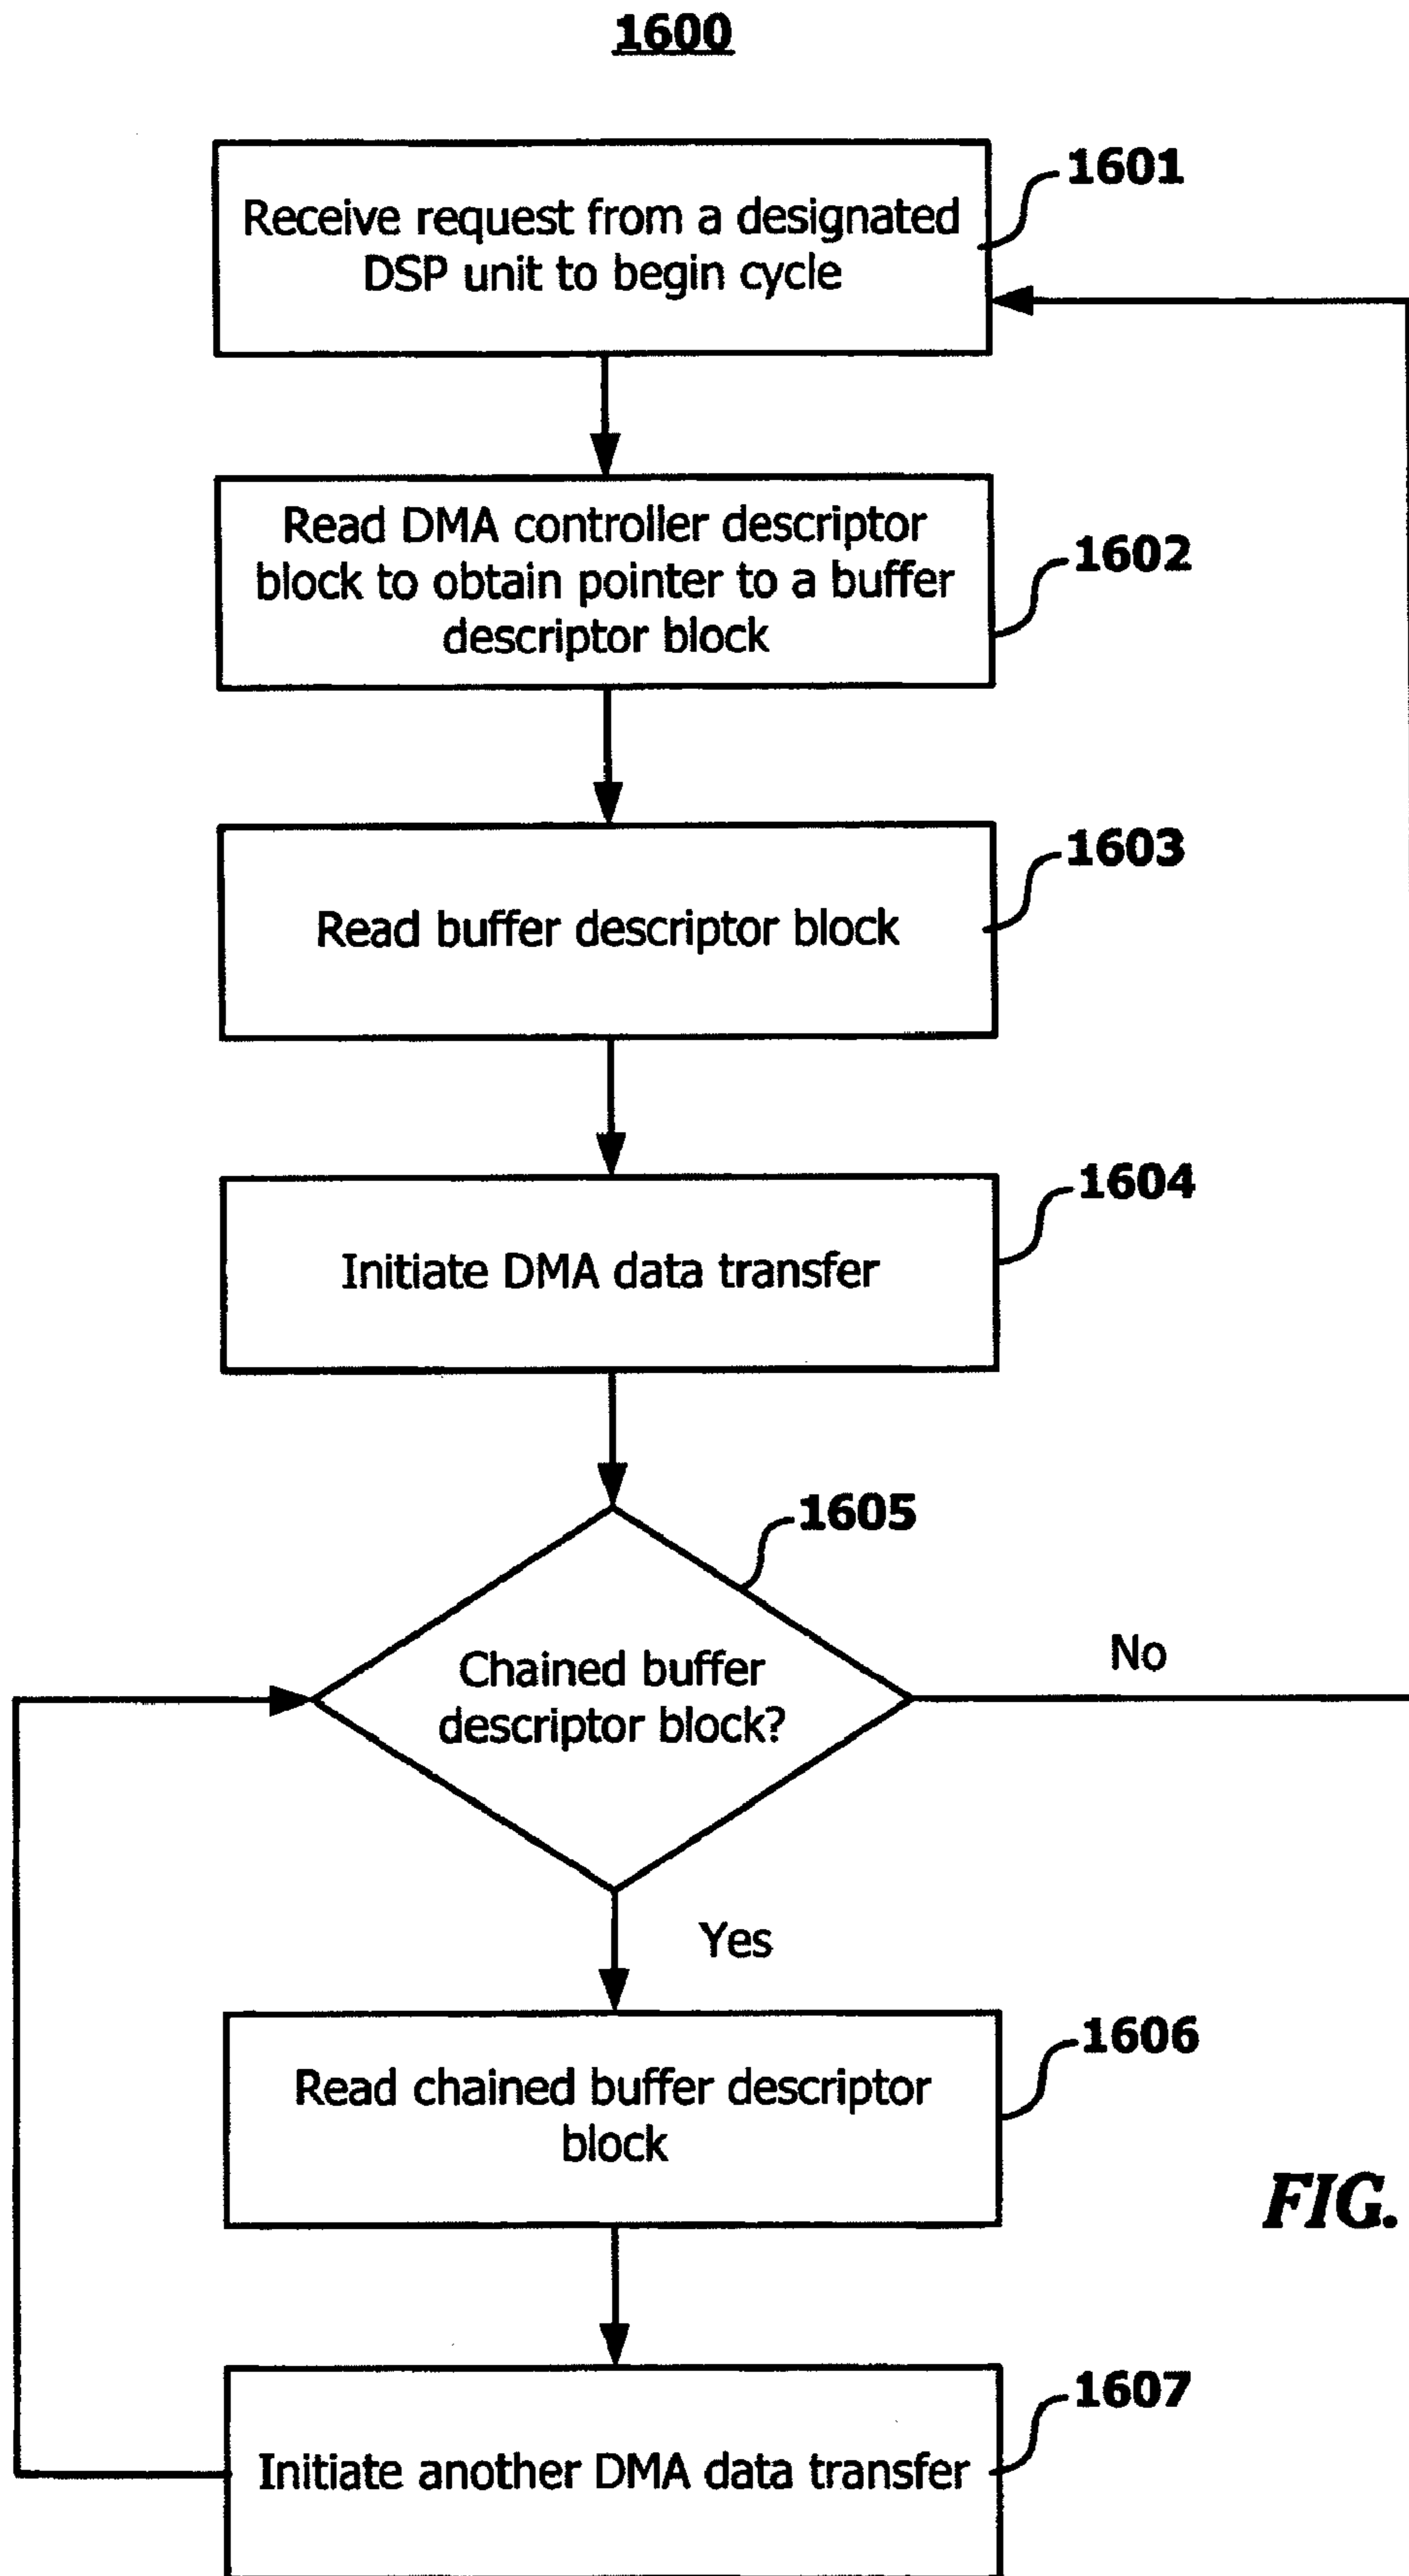 1600
1601
Receive request from a designated
DSP unit to begin cycle
Read DMA controller descriptor
block to obtain pointer to a buffer
descriptor block
1602
1603
Read buffer descriptor block
1604
Initiate DMA data transfer
1605
Chained buffer
descriptor block?
No
Yes
1606
Read chained buffer descriptor
block
FIG.
1607
Initiate another DMA data transfer